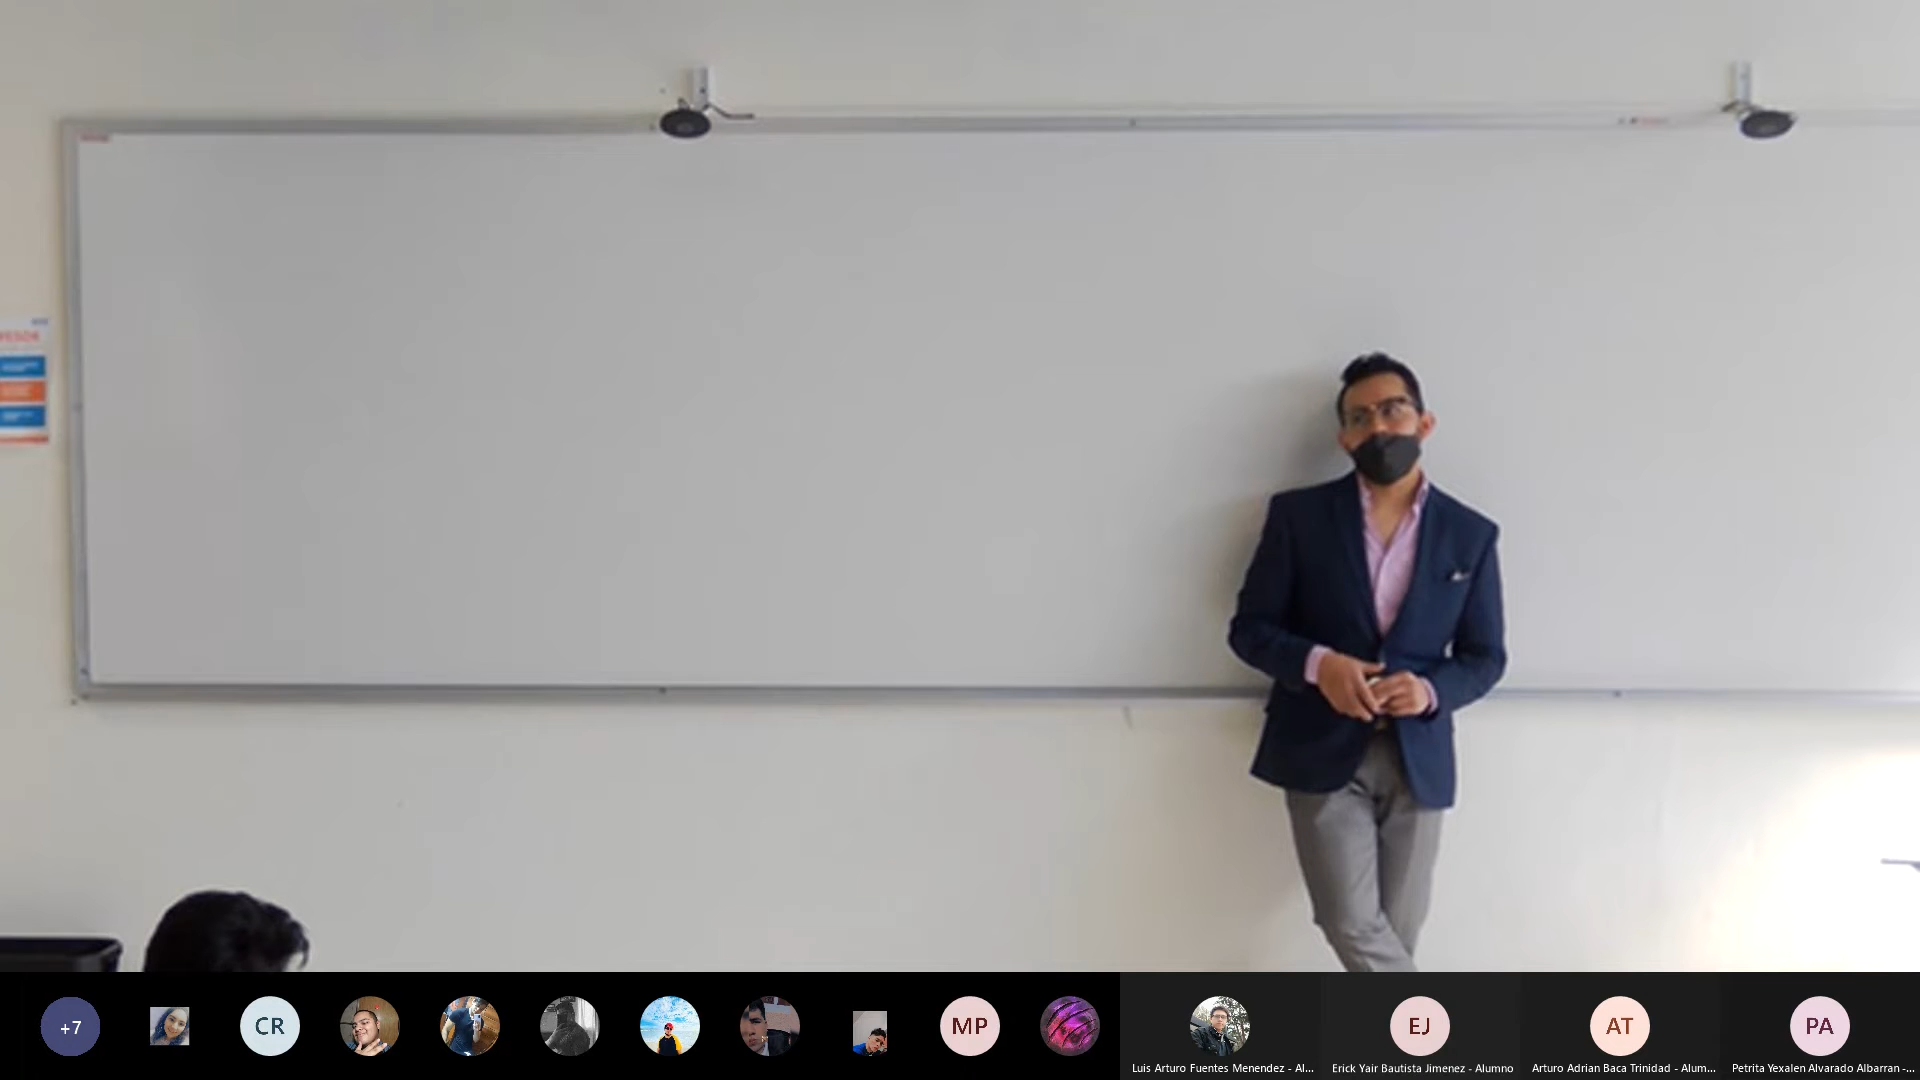 +7
CR
MP
EJ
AT
PA
Luis Arturo Fuentes Menendez - Al...
Erick Yair Bautista Jimenez - Alumno
Arturo Adrian Baca Trinidad - Alum...
Petrita Yexalen Alvarado Albarran -...